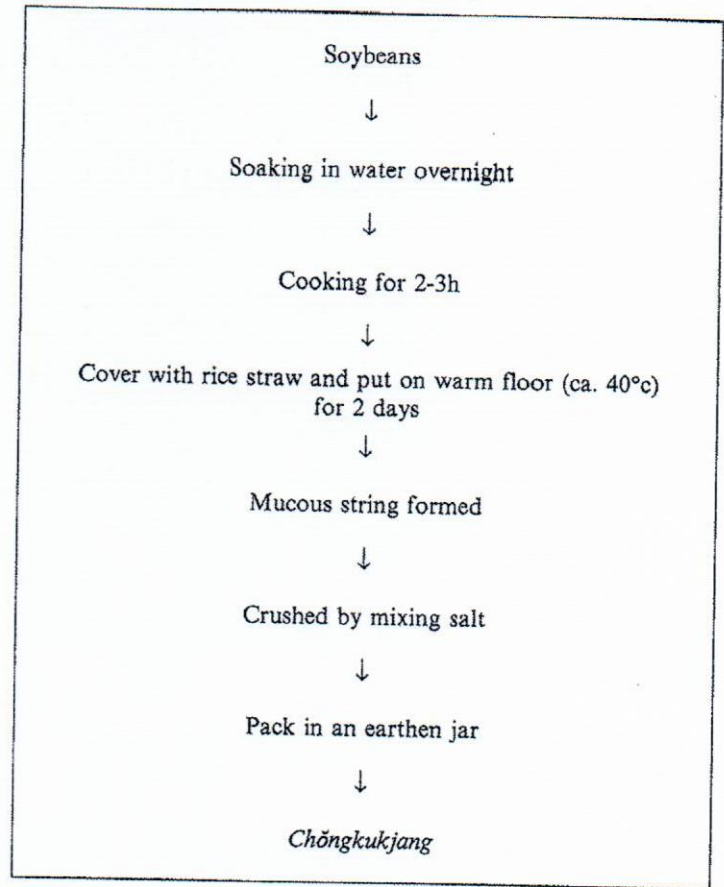 Soybeans
↓
Soaking in water overnight
↓
Cooking for 2-3h
↓
Cover with rice straw and put on warm floor (ca. 40°c)
for 2 days
↓
Mucous string formed
↓
Crushed by mixing salt
↓
Pack in an earthen jar
↓
Chŏngkukjang